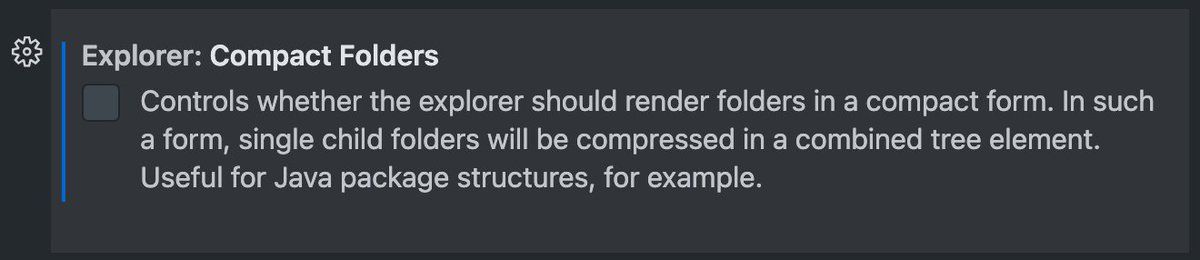 Explorer: Compact Folders
Controls whether the explorer should render folders in a compact form. In such
a form, single child folders will be compressed in a combined tree element.
Useful for Java package structures, for example.